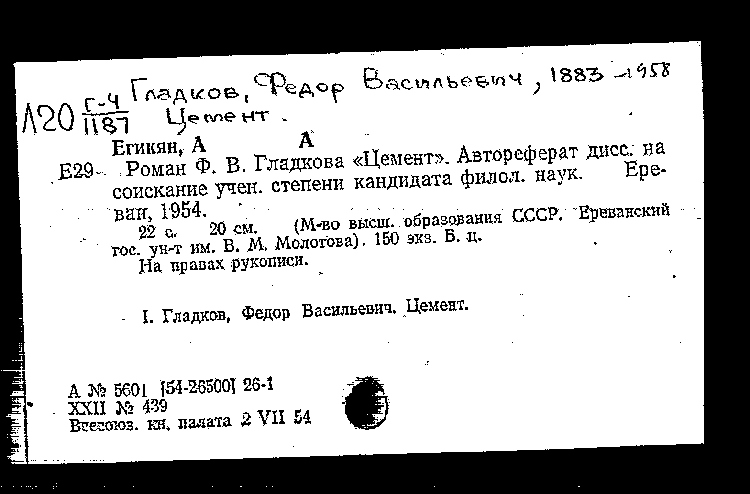 Гладков, Федор Васильевич, 1883-1958
Л20 Г-4/1187 Цемент.
Егикян, А А
Е29 Роман Ф. В. Гладкова «Цемент». Автореферат дисс. на
соискание учен. степени кандидата филол. наук. Ере-
ван, 1954.
22 с. 20 см. (М-во высш. образования СССР. Ереванский
гос. ун-т им. В. М. Молотова). 150 экз. Б. ц.
На правах рукописи.
I. Гладков, Федор Васильевич. Цемент.
А № 5601 [54-26500] 26-1
XXII № 439
Всесоюз. кн. палата 2 VII 54